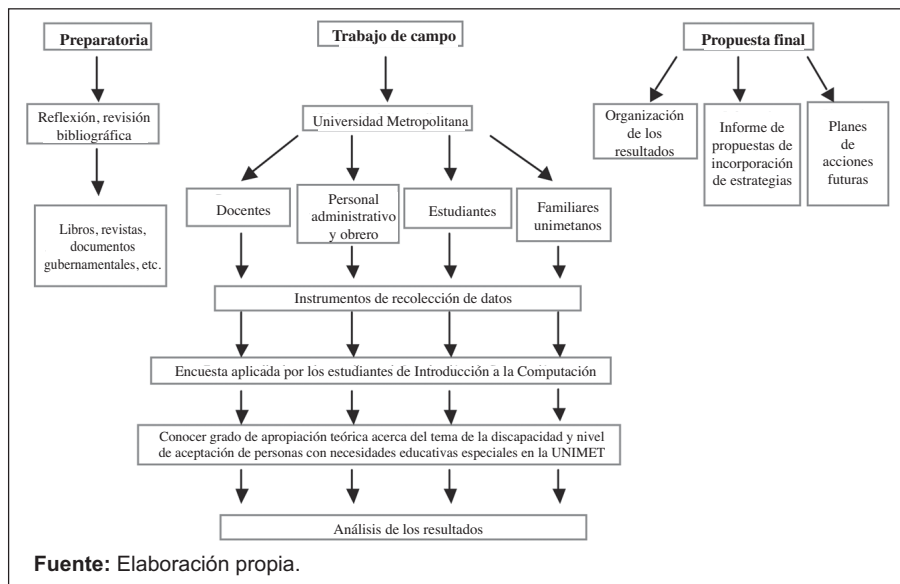 Preparatoria
Reflexión, revisión
bibliográfica
Libros, revistas,
documentos
gubernamentales, etc.
Trabajo de campo
Universidad Metropolitana
Docentes
Personal
administrativo
y obrero
Estudiantes
Familiares
unimetanos
Instrumentos de recolección de datos
Encuesta aplicada por los estudiantes de Introducción a la Computación
Conocer grado de apropiación teórica acerca del tema de la discapacidad y nivel
de aceptación de personas con necesidades educativas especiales en la UNIMET
Análisis de los resultados
Propuesta final
Organización
de los
resultados
Informe de
propuestas de
incorporación
de estrategias
Planes
de
acciones
futuras
Fuente: Elaboración propia.